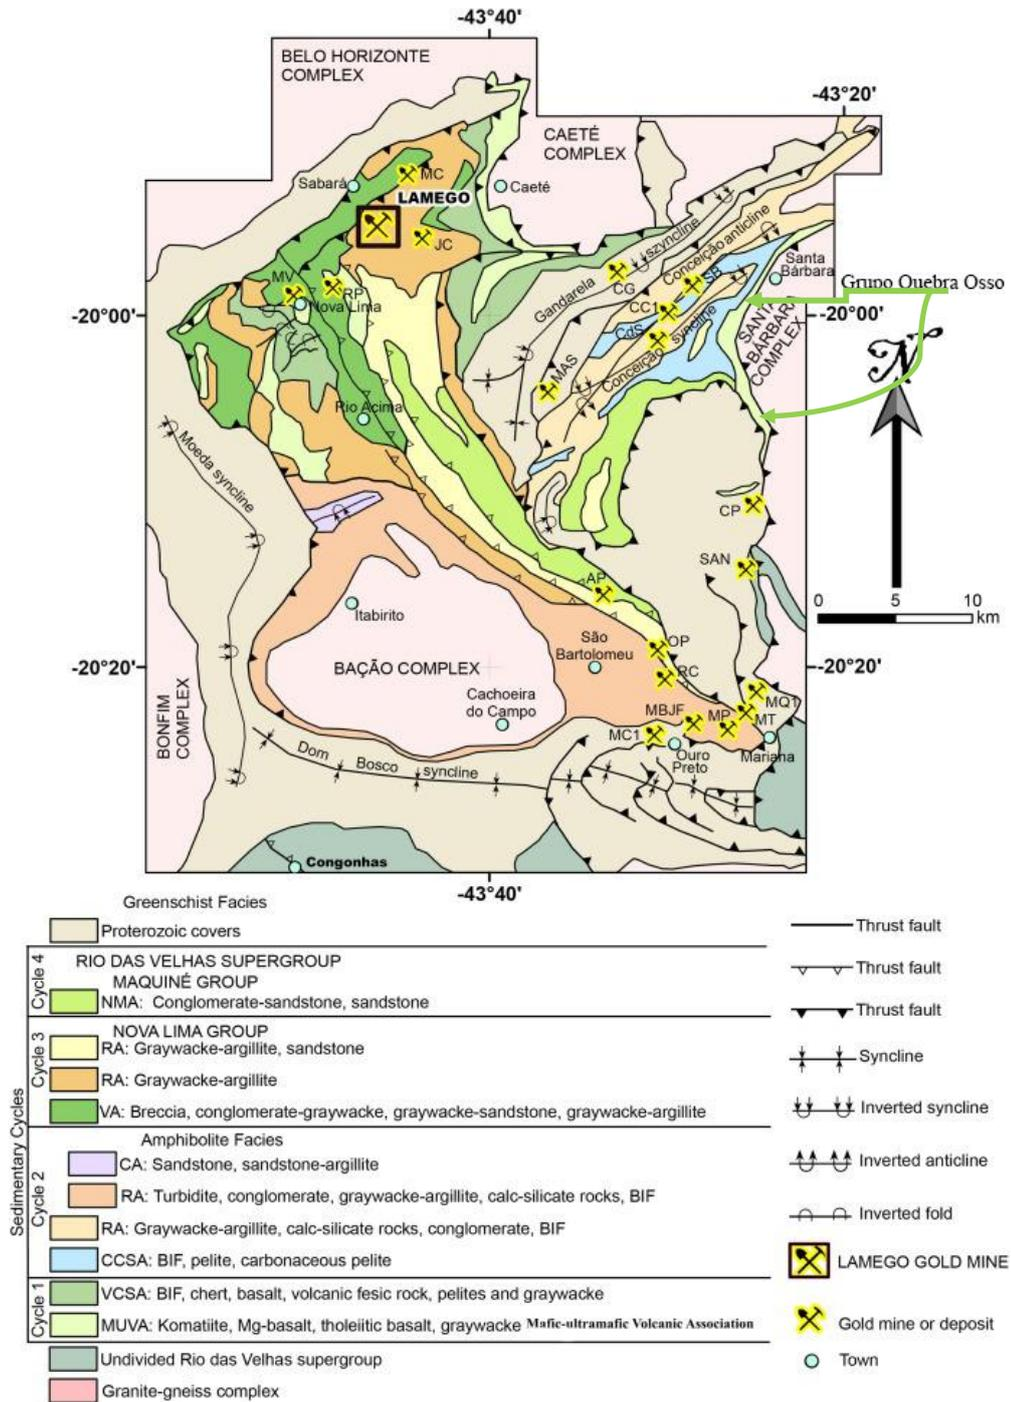 -43°40'
BELO HORIZONTE
COMPLEX
-43°20'
CAETÉ
COMPLEX
Sabará
MC
Caeté
LAMEGO
JC
Gandarela szyncline
Conceição anticline
Santa
Bárbara
MV
RP
Nova Lima
CG
SB
Grupo Quebra Osso
-20°00'
CC1
SANTA
BÁRBARA
COMPLEX
-20°00'
CdS
Conceição syncline
N
MAS
Rio Acima
Moeda syncline
CP
SAN
AP
0 5 10
km
Itabirito
São
Bartolomeu
OP
-20°20'
BAÇÃO COMPLEX
RC
-20°20'
BONFIM
COMPLEX
Cachoeira
do Campo
MBJF
MP
MQ1
MT
MC1
Ouro
Preto
Mariana
Dom Bosco syncline
Congonhas
-43°40'
Greenschist Facies
Proterozoic covers
Sedimentary Cycles
Cycle 4
RIO DAS VELHAS SUPERGROUP
MAQUINÉ GROUP
NMA: Conglomerate-sandstone, sandstone
Cycle 3
NOVA LIMA GROUP
RA: Graywacke-argillite, sandstone
RA: Graywacke-argillite
VA: Breccia, conglomerate-graywacke, graywacke-sandstone, graywacke-argillite
Cycle 2
Amphibolite Facies
CA: Sandstone, sandstone-argillite
RA: Turbidite, conglomerate, graywacke-argillite, calc-silicate rocks, BIF
RA: Graywacke-argillite, calc-silicate rocks, conglomerate, BIF
CCSA: BIF, pelite, carbonaceous pelite
Cycle 1
VCSA: BIF, chert, basalt, volcanic fesic rock, pelites and graywacke
MUVA: Komatiite, Mg-basalt, tholeiitic basalt, graywacke Mafic-ultramafic Volcanic Association
Undivided Rio das Velhas supergroup
Granite-gneiss complex
Thrust fault
Thrust fault
Thrust fault
Syncline
Inverted syncline
Inverted anticline
Inverted fold
LAMEGO GOLD MINE
Gold mine or deposit
Town